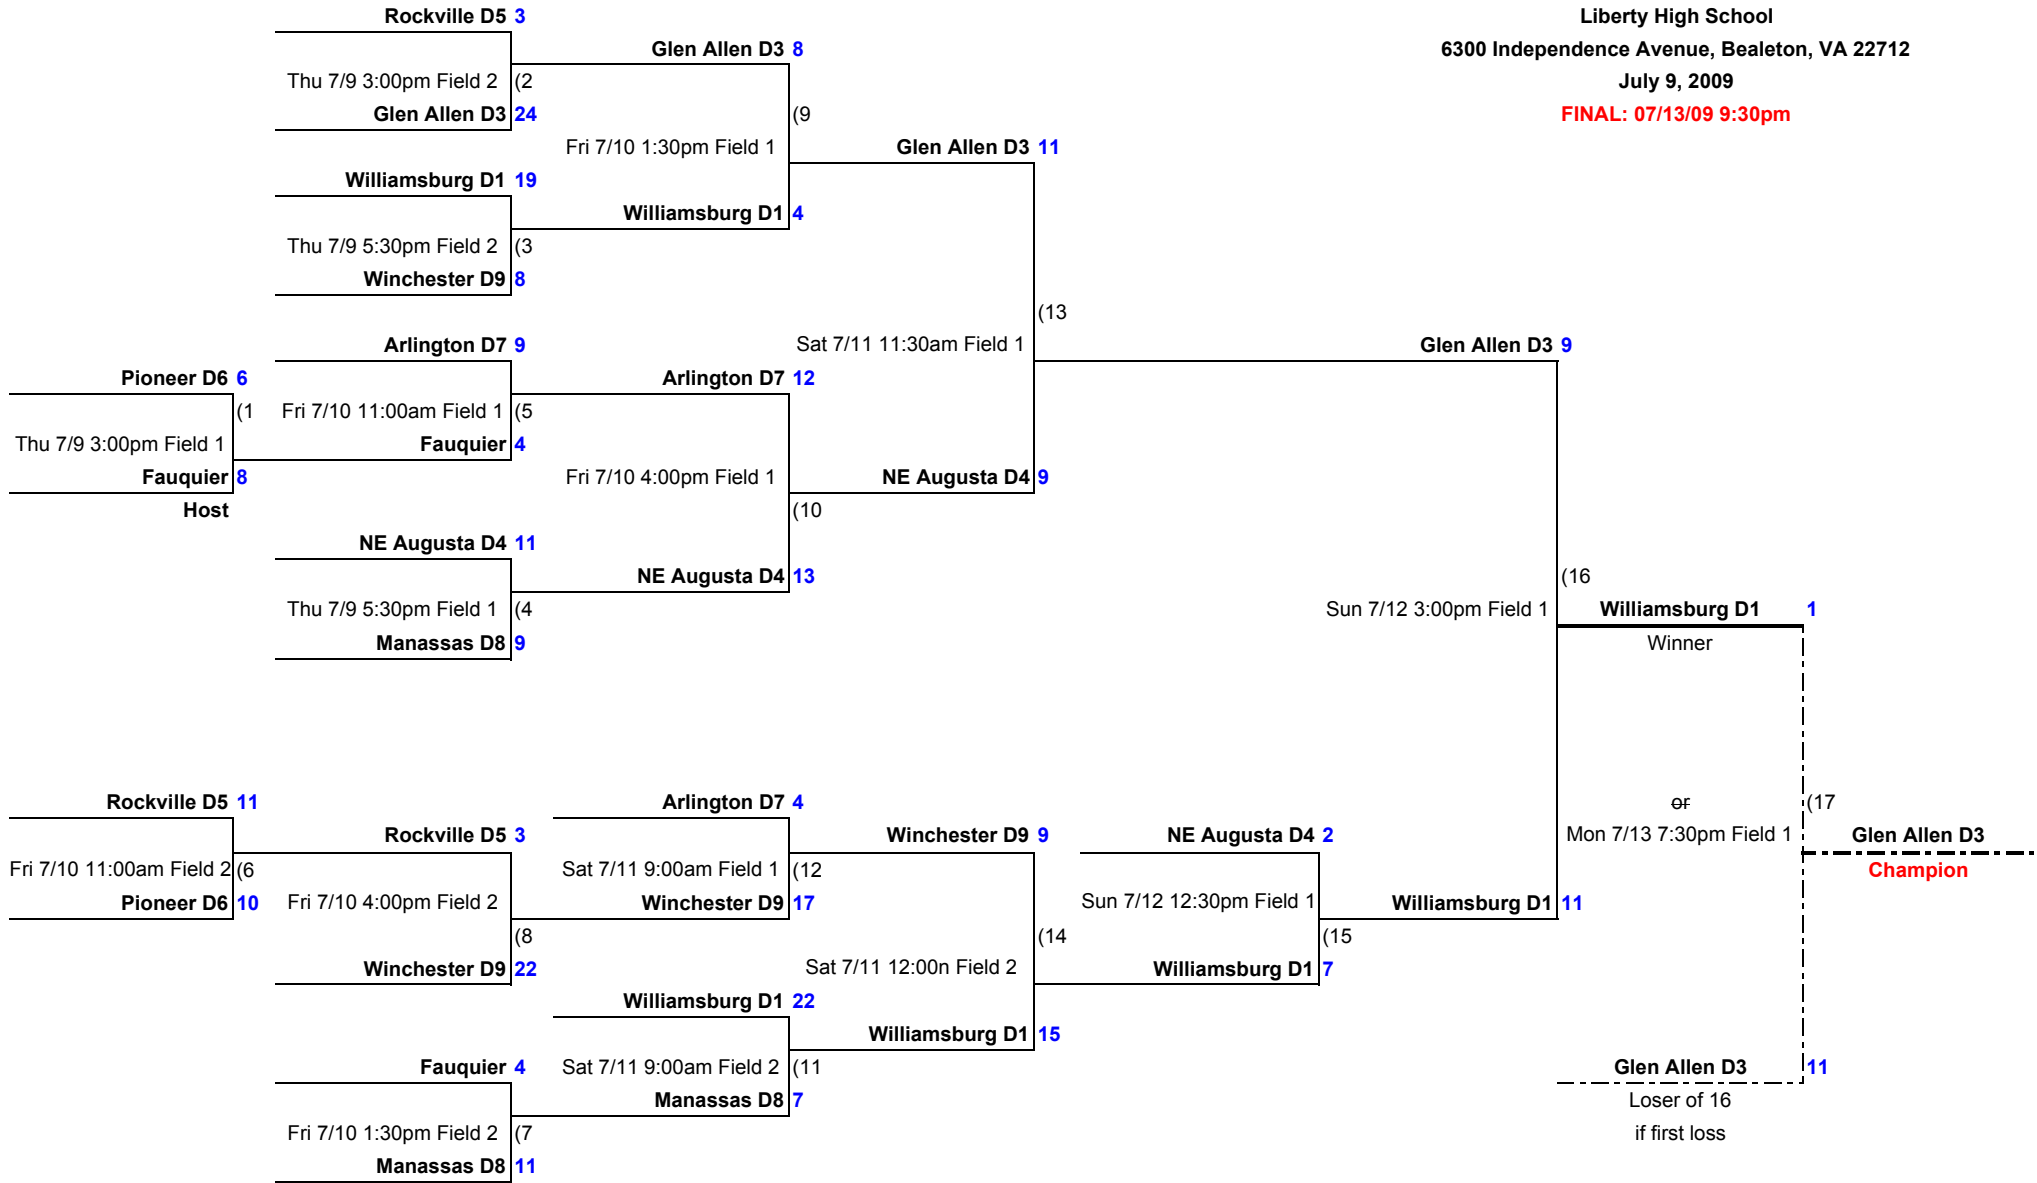 Rockville D5 3
Liberty High School
Glen Allen D3 8
6300 Independence Avenue, Bealeton, VA 22712
Thu 7/9 3:00pm Field 2 (2
July 9, 2009
Glen Allen D3 24
(9
FINAL: 07/13/09 9:30pm
Fri 7/10 1:30pm Field 1
Glen Allen D3 11
Williamsburg D1 19
Williamsburg D1 4
Thu 7/9 5:30pm Field 2 (3
Winchester D9 8
(13
Arlington D7 9
Sat 7/11 11:30am Field 1
Glen Allen D3 9
Pioneer D6 6
Arlington D7 12
(1
Fri 7/10 11:00am Field 1 (5
Thu 7/9 3:00pm Field 1
Fauquier 4
Fauquier 8
Fri 7/10 4:00pm Field 1
NE Augusta D4 9
Host
(10
NE Augusta D4 11
NE Augusta D4 13
(16
Thu 7/9 5:30pm Field 1 (4
Sun 7/12 3:00pm Field 1
Williamsburg D1 1
Manassas D8 9
Winner
Rockville D5 11
Arlington D7 4
or
(17
Rockville D5 3
Winchester D9 9
NE Augusta D4 2
Mon 7/13 7:30pm Field 1
Glen Allen D3
Fri 7/10 11:00am Field 2 (6
Sat 7/11 9:00am Field 1 (12
Champion
Pioneer D6 10
Fri 7/10 4:00pm Field 2
Winchester D9 17
Sun 7/12 12:30pm Field 1
Williamsburg D1 11
(8
(14
(15
Winchester D9 22
Sat 7/11 12:00n Field 2
Williamsburg D1 7
Williamsburg D1 22
Williamsburg D1 15
Fauquier 4
Sat 7/11 9:00am Field 2 (11
Glen Allen D3 11
Manassas D8 7
Loser of 16
Fri 7/10 1:30pm Field 2 (7
if first loss
Manassas D8 11